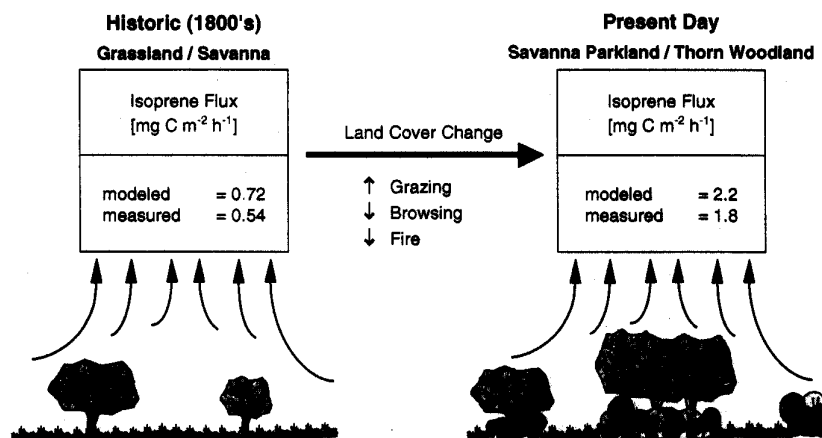 Historic (1800's)
Grassland / Savanna
Isoprene Flux
[mg C m⁻² h⁻¹]
modeled = 0.72
measured = 0.54
Land Cover Change
↑ Grazing
↓ Browsing
↓ Fire
Present Day
Savanna Parkland / Thorn Woodland
Isoprene Flux
[mg C m⁻² h⁻¹]
modeled = 2.2
measured = 1.8